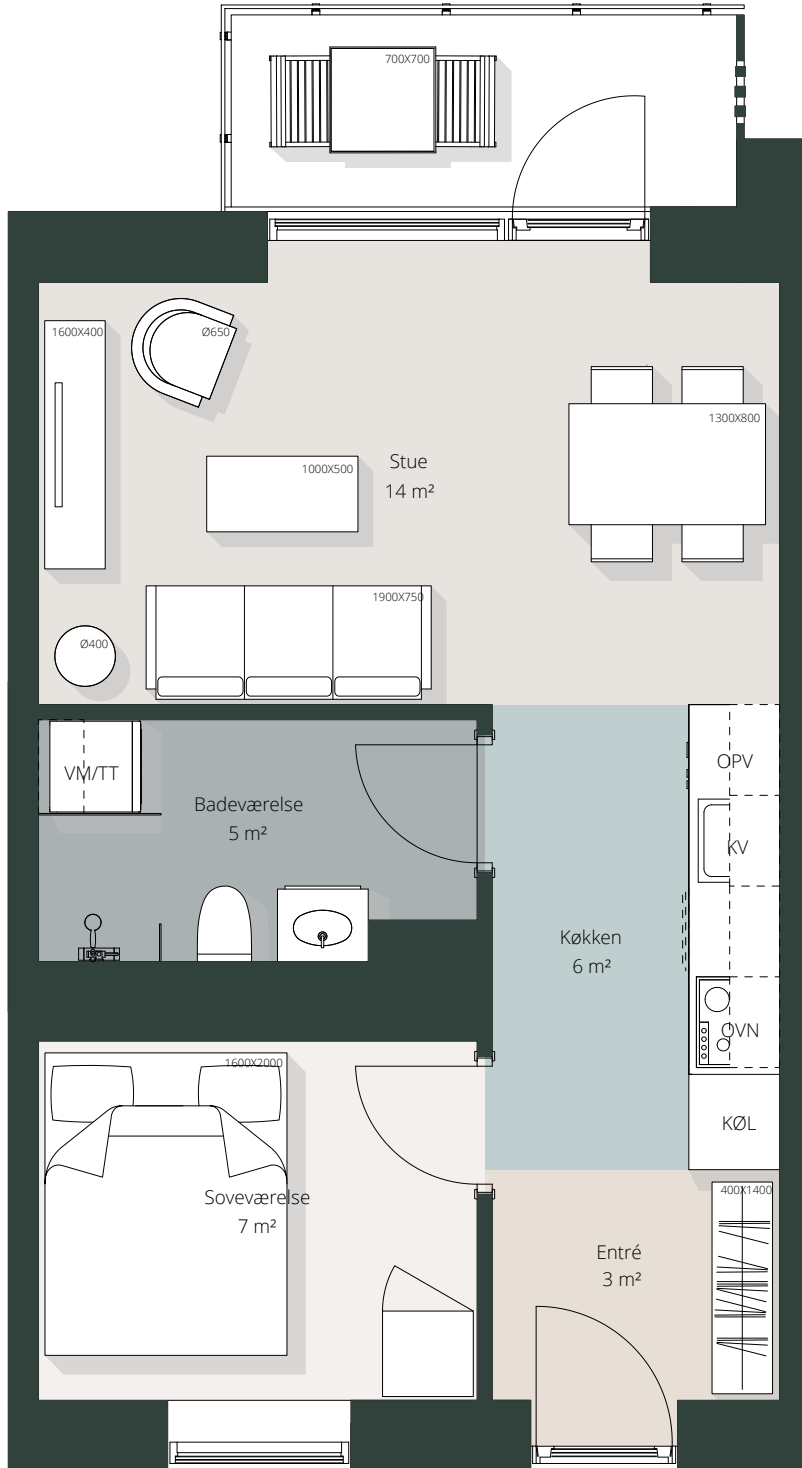 700X700
1600X400
Ø650
1300X800
Stue
14 m²
1000X500
1900X750
Ø400
VM/TT
OPV
Badeværelse
5 m²
KV
Køkken
6 m²
OVN
1600X2000
KØL
400X1400
Soveværelse
7 m²
Entré
3 m²